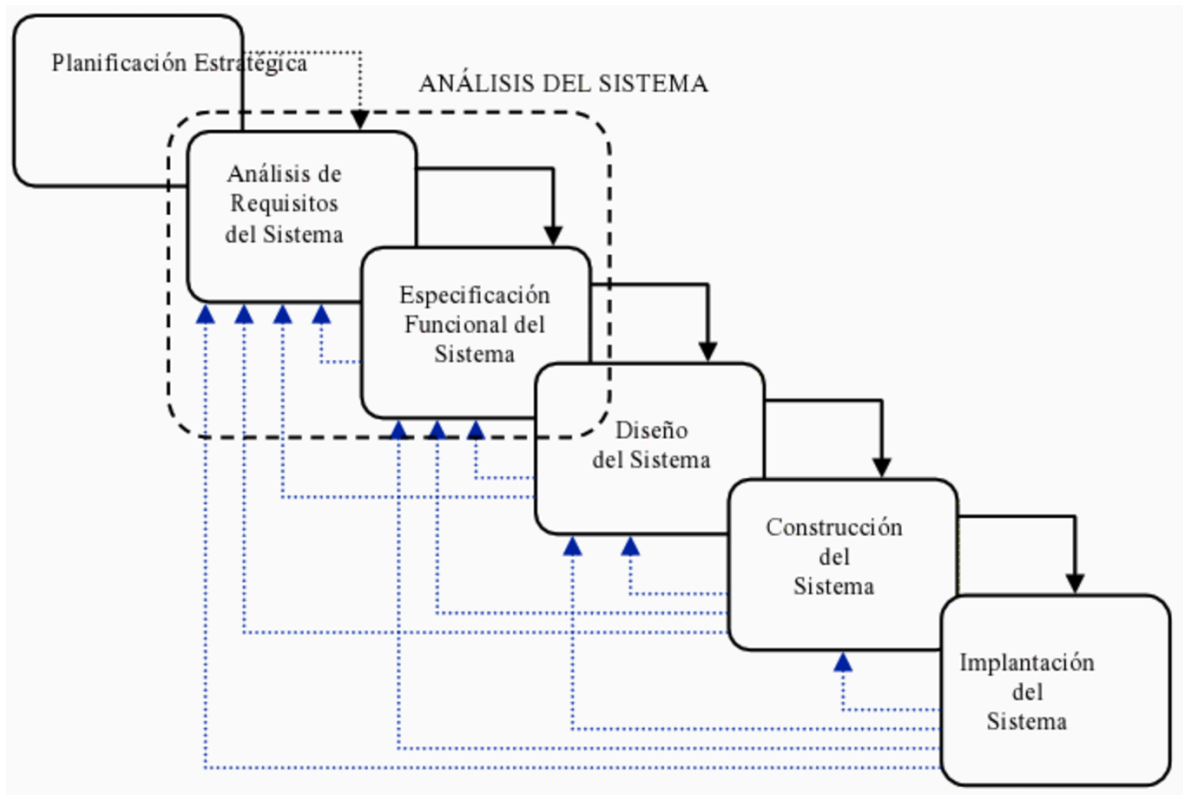 Planificación Estratégica
ANÁLISIS DEL SISTEMA
Análisis de
Requisitos
del Sistema
Especificación
Funcional del
Sistema
Diseño
del Sistema
Construcción
del
Sistema
Implantación
del
Sistema